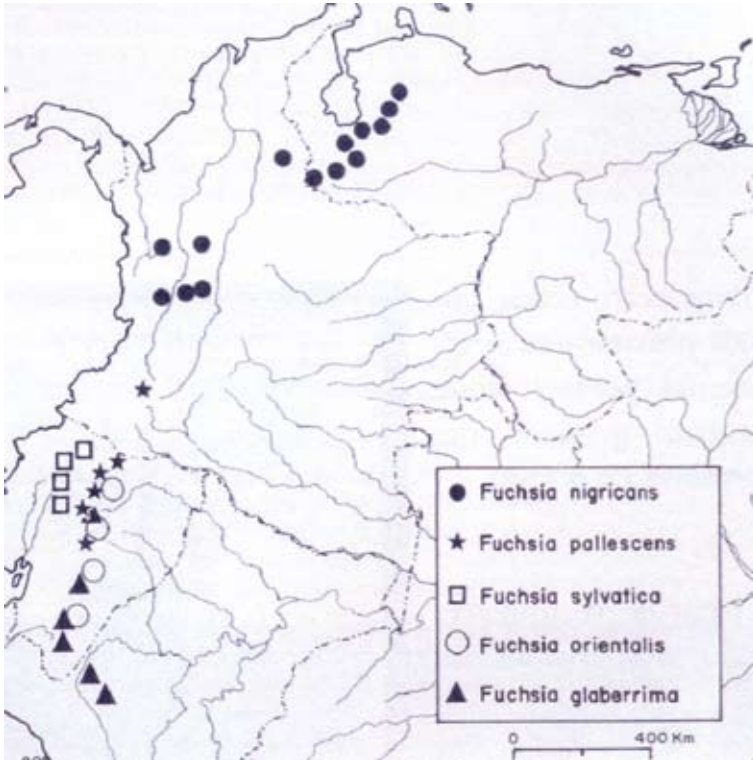 Fuchsia nigricans
Fuchsia pallescens
Fuchsia sylvatica
Fuchsia orientalis
Fuchsia glaberrima
0 400 Km